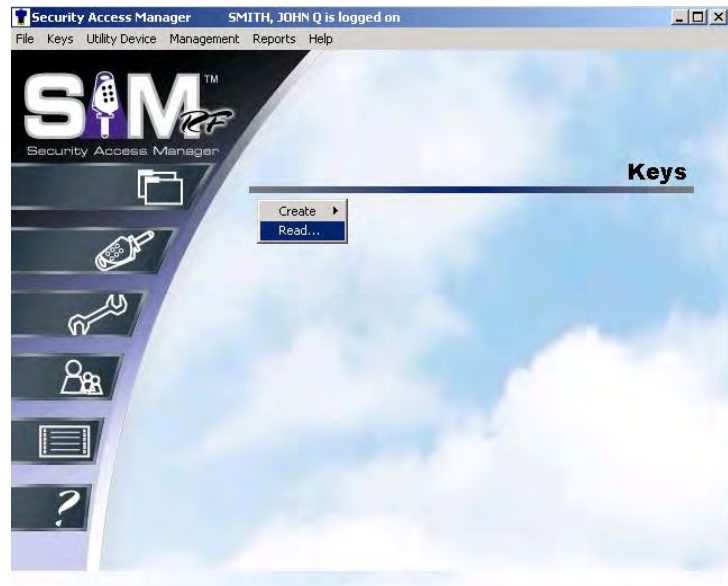 Security Access Manager SMITH, JOHN Q is logged on
File Keys Utility Device Management Reports Help
SAM TM
RF
Security Access Manager
Keys
Create
Read...
?